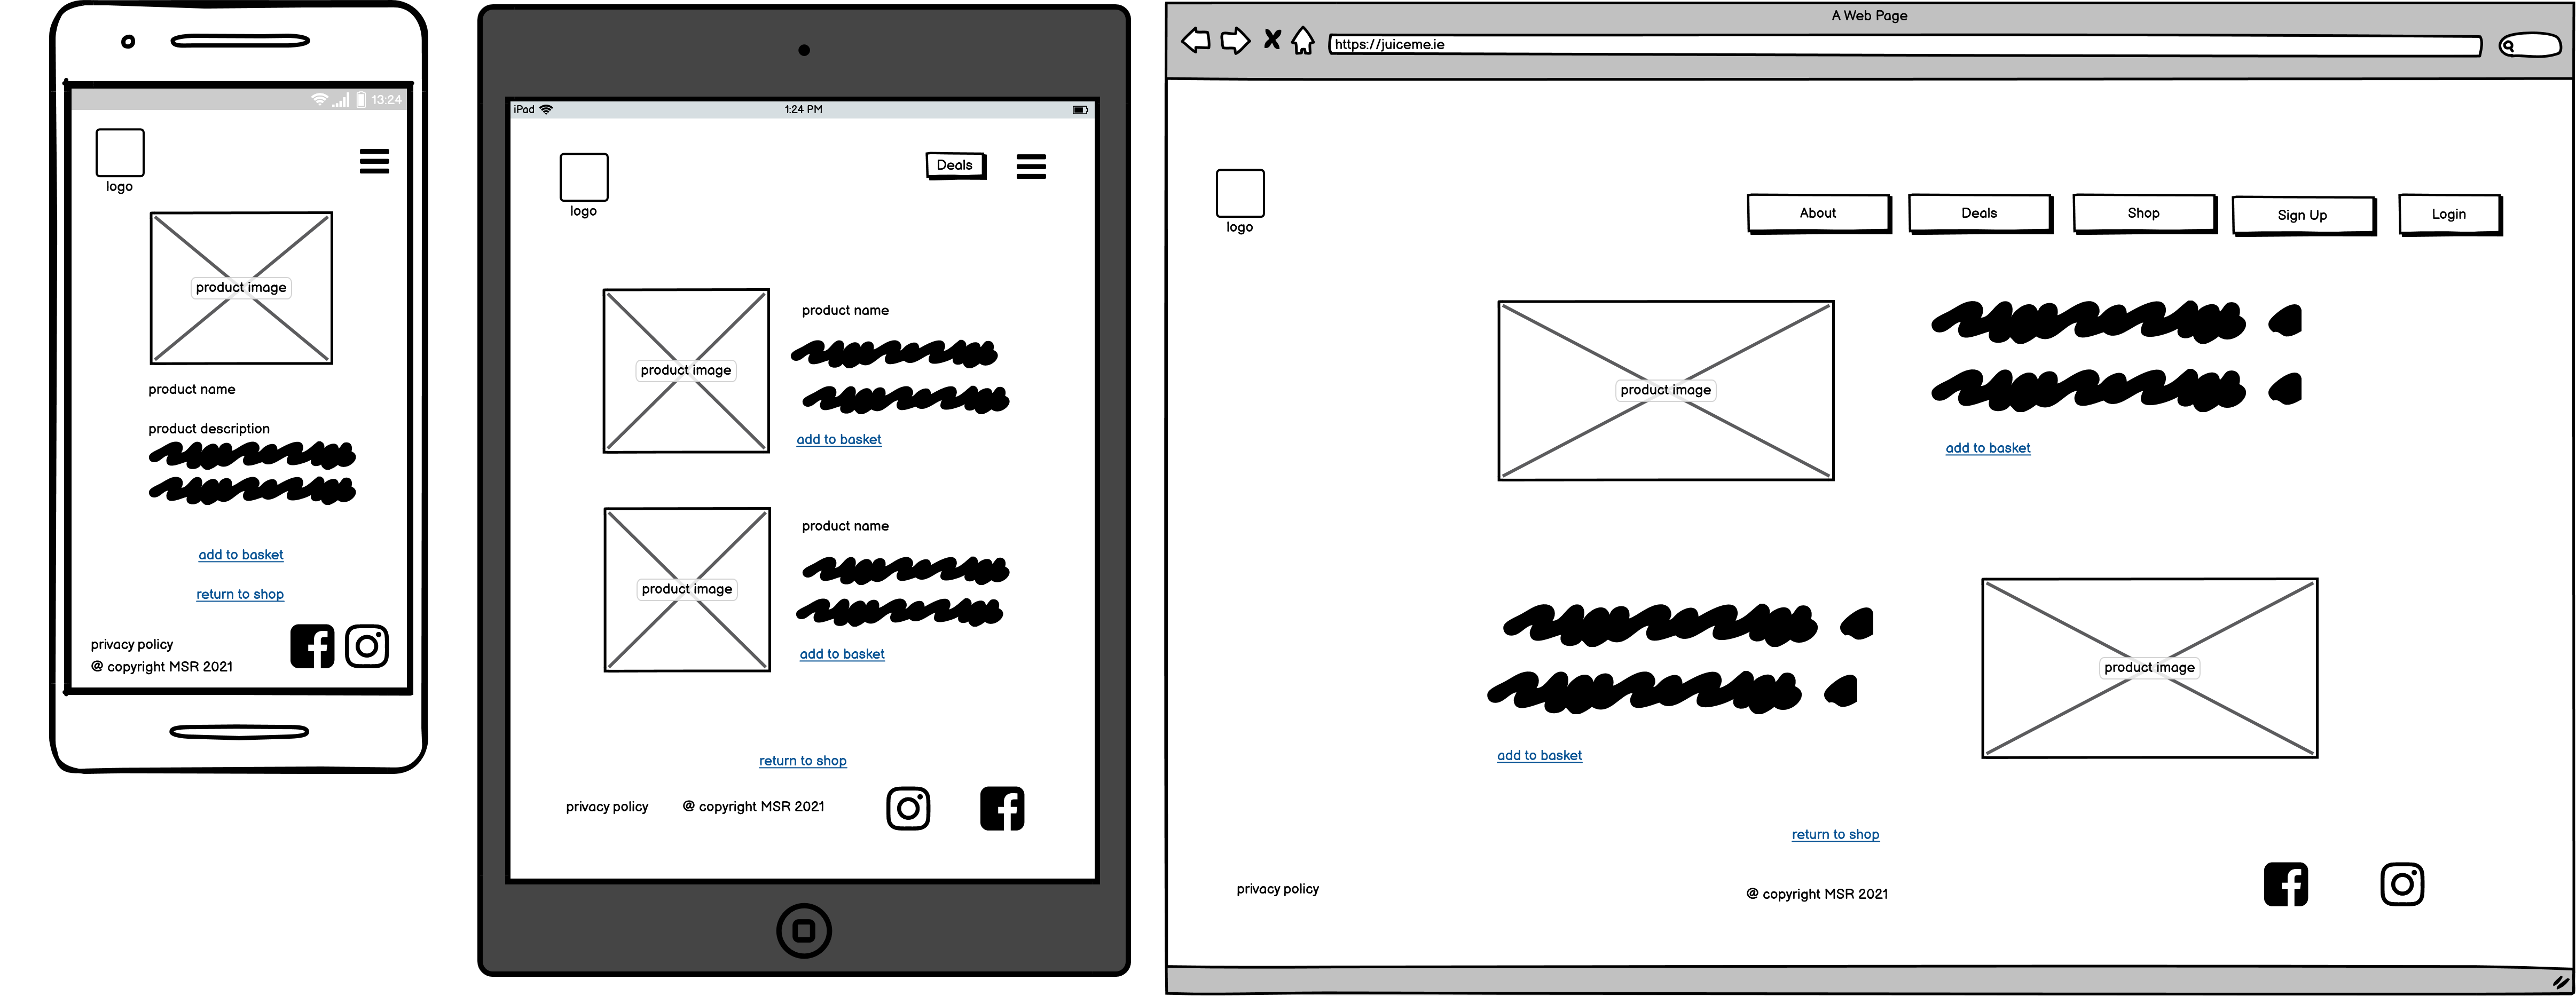 13:24
logo
product image
product name
product description
add to basket
return to shop
privacy policy
@ copyright MSR 2021
iPad
1:24 PM
logo
Deals
product image
product name
add to basket
product image
product name
add to basket
return to shop
privacy policy
@ copyright MSR 2021
A Web Page
https://juiceme.ie
logo
About
Deals
Shop
Sign Up
Login
product image
add to basket
product image
add to basket
return to shop
privacy policy
@ copyright MSR 2021